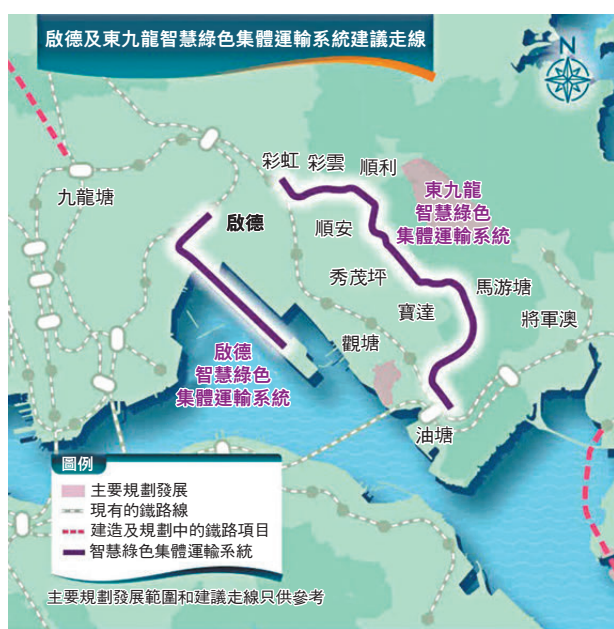 啟德及東九龍智慧綠色集體運輸系統建議走線
N
彩虹 彩雲 順利
九龍塘
東九龍
智慧綠色
集體運輸系統
啟德
順安
秀茂坪
馬游塘
寶達
將軍澳
觀塘
啟德
智慧綠色
集體運輸系統
油塘
圖例
主要規劃發展
現有的鐵路線
建造及規劃中的鐵路項目
智慧綠色集體運輸系統
主要規劃發展範圍和建議走線只供參考